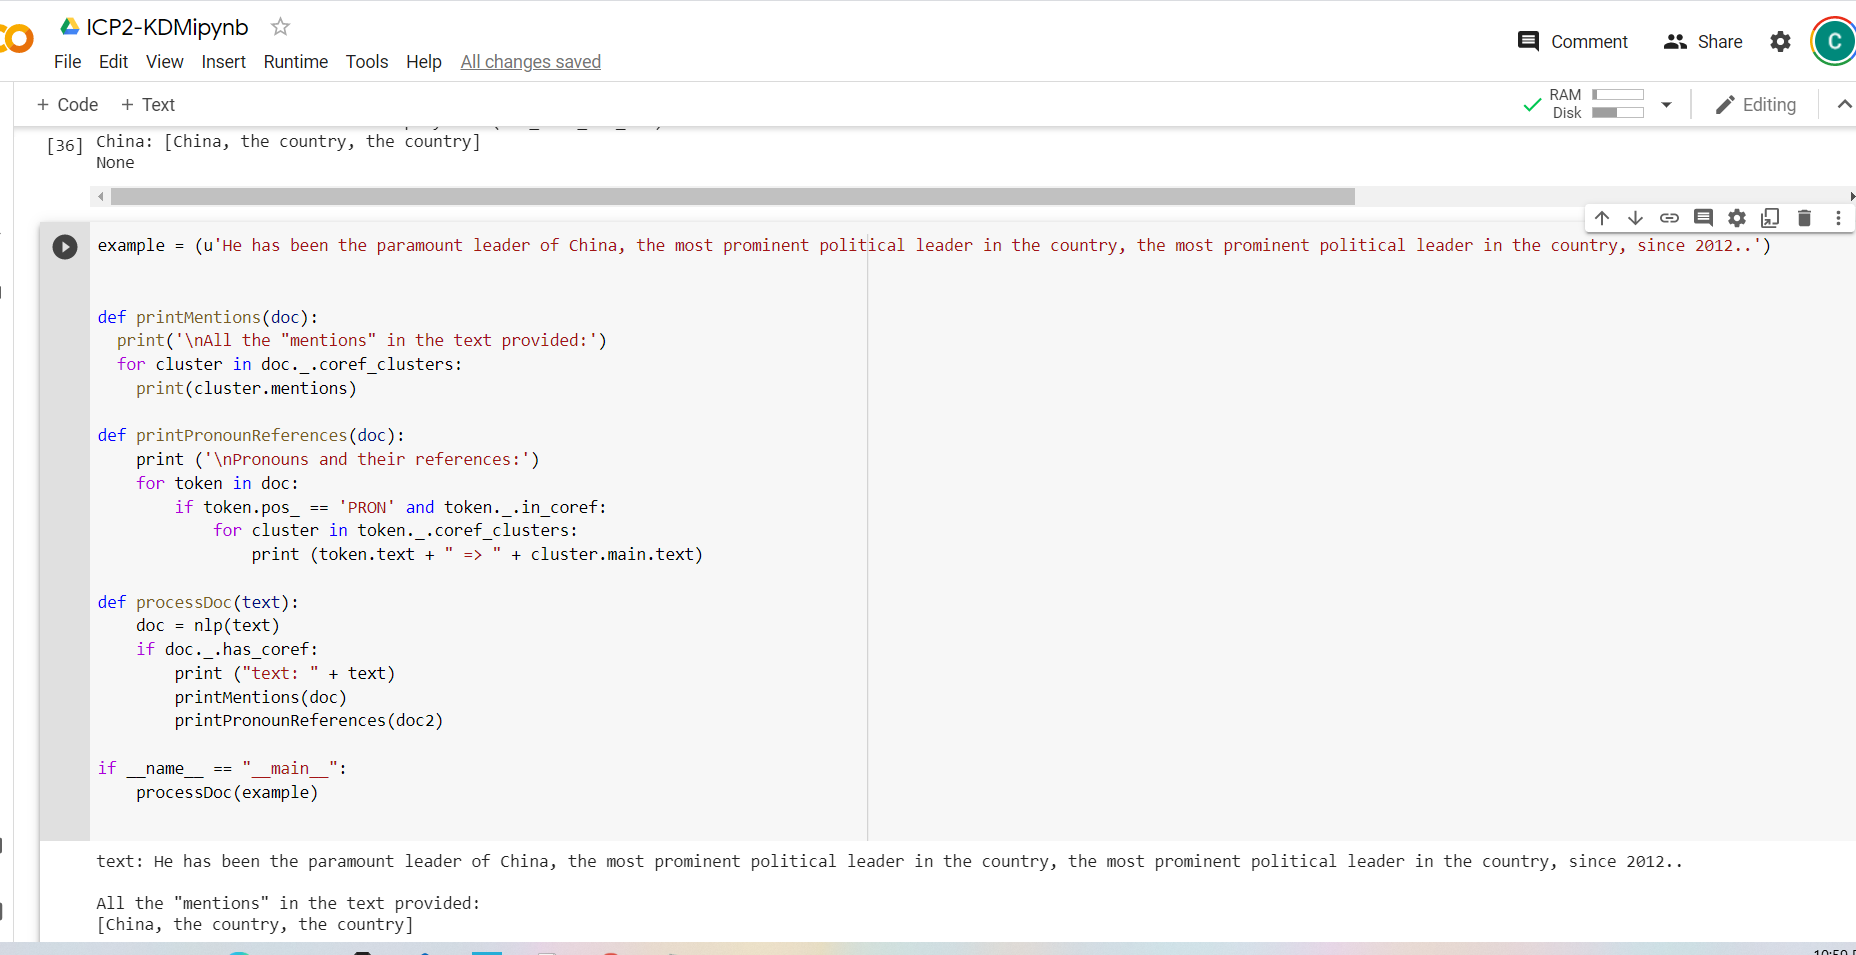 ICP2-KDMipynb
File Edit View Insert Runtime Tools Help All changes saved
Comment Share C
+ Code + Text
RAM
Disk
Editing
[36] China: [China, the country, the country]
None
example = (u'He has been the paramount leader of China, the most prominent political leader in the country, the most prominent political leader in the country, since 2012..')
def printMentions(doc):
print('\nAll the "mentions" in the text provided:')
for cluster in doc._.coref_clusters:
print(cluster.mentions)
def printPronounReferences(doc):
print ('\nPronouns and their references:')
for token in doc:
if token.pos_ == 'PRON' and token._.in_coref:
for cluster in token._.coref_clusters:
print (token.text + " => " + cluster.main.text)
def processDoc(text):
doc = nlp(text)
if doc._.has_coref:
print ("text: " + text)
printMentions(doc)
printPronounReferences(doc2)
if __name__ == "__main__":
processDoc(example)
text: He has been the paramount leader of China, the most prominent political leader in the country, the most prominent political leader in the country, since 2012..
All the "mentions" in the text provided:
[China, the country, the country]